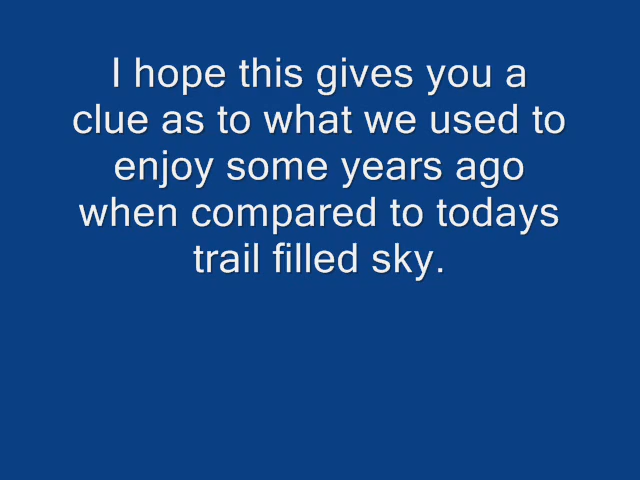 I hope this gives you a
clue as to what we used to
enjoy some years ago
when compared to todays
trail filled sky.